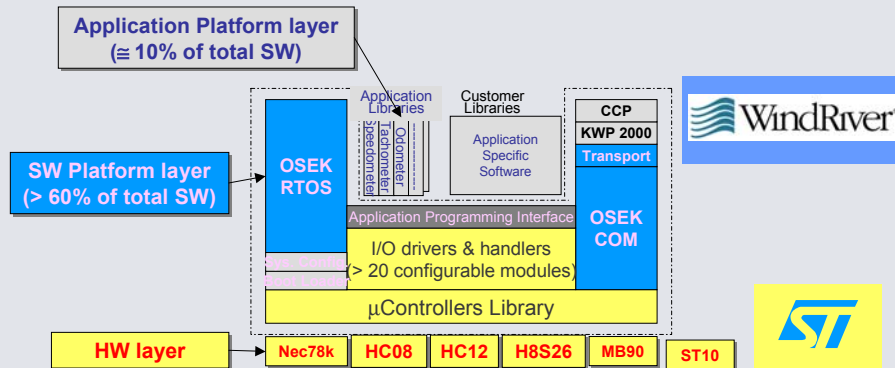 Application Platform layer
(≅ 10% of total SW)
Application
Libraries
Customer
Libraries
Speedometer
Tachometer
Odometer
Application
Specific
Software
CCP
KWP 2000
Transport
WindRiver
SW Platform layer
(> 60% of total SW)
OSEK
RTOS
OSEK
COM
Application Programming Interface
I/O drivers & handlers
(> 20 configurable modules)
Boot Loader
μControllers Library
HW layer
Nec78k
HC08
HC12
H8S26
MB90
ST10
ST